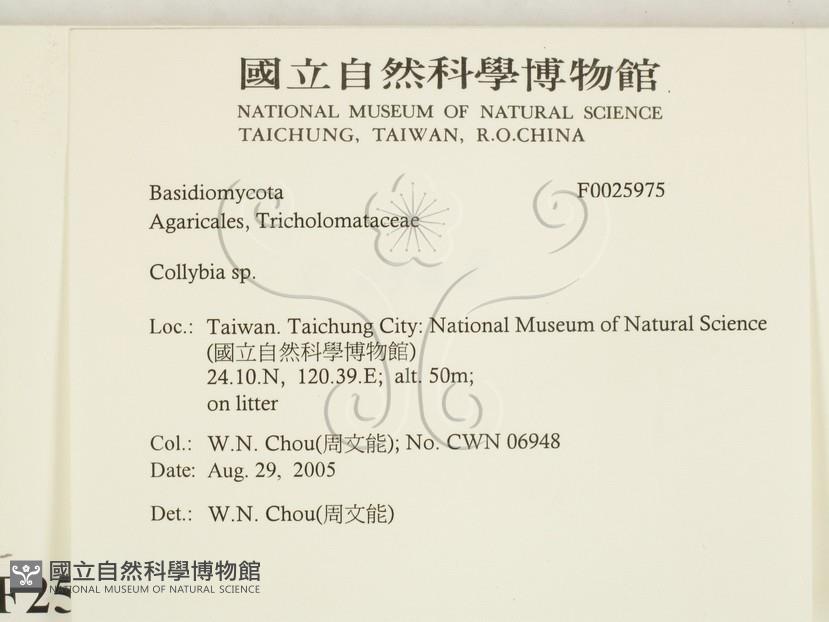 國立自然科學博物館
NATIONAL MUSEUM OF NATURAL SCIENCE
TAICHUNG, TAIWAN, R.O.CHINA
Basidiomycota F0025975
Agaricales, Tricholomataceae
Collybia sp.
Loc.: Taiwan. Taichung City: National Museum of Natural Science
(國立自然科學博物館)
24.10.N, 120.39.E; alt. 50m;
on litter
Col.: W.N. Chou(周文能); No. CWN 06948
Date: Aug. 29, 2005
Det.: W.N. Chou(周文能)
國立自然科學博物館
NATIONAL MUSEUM OF NATURAL SCIENCE
F25